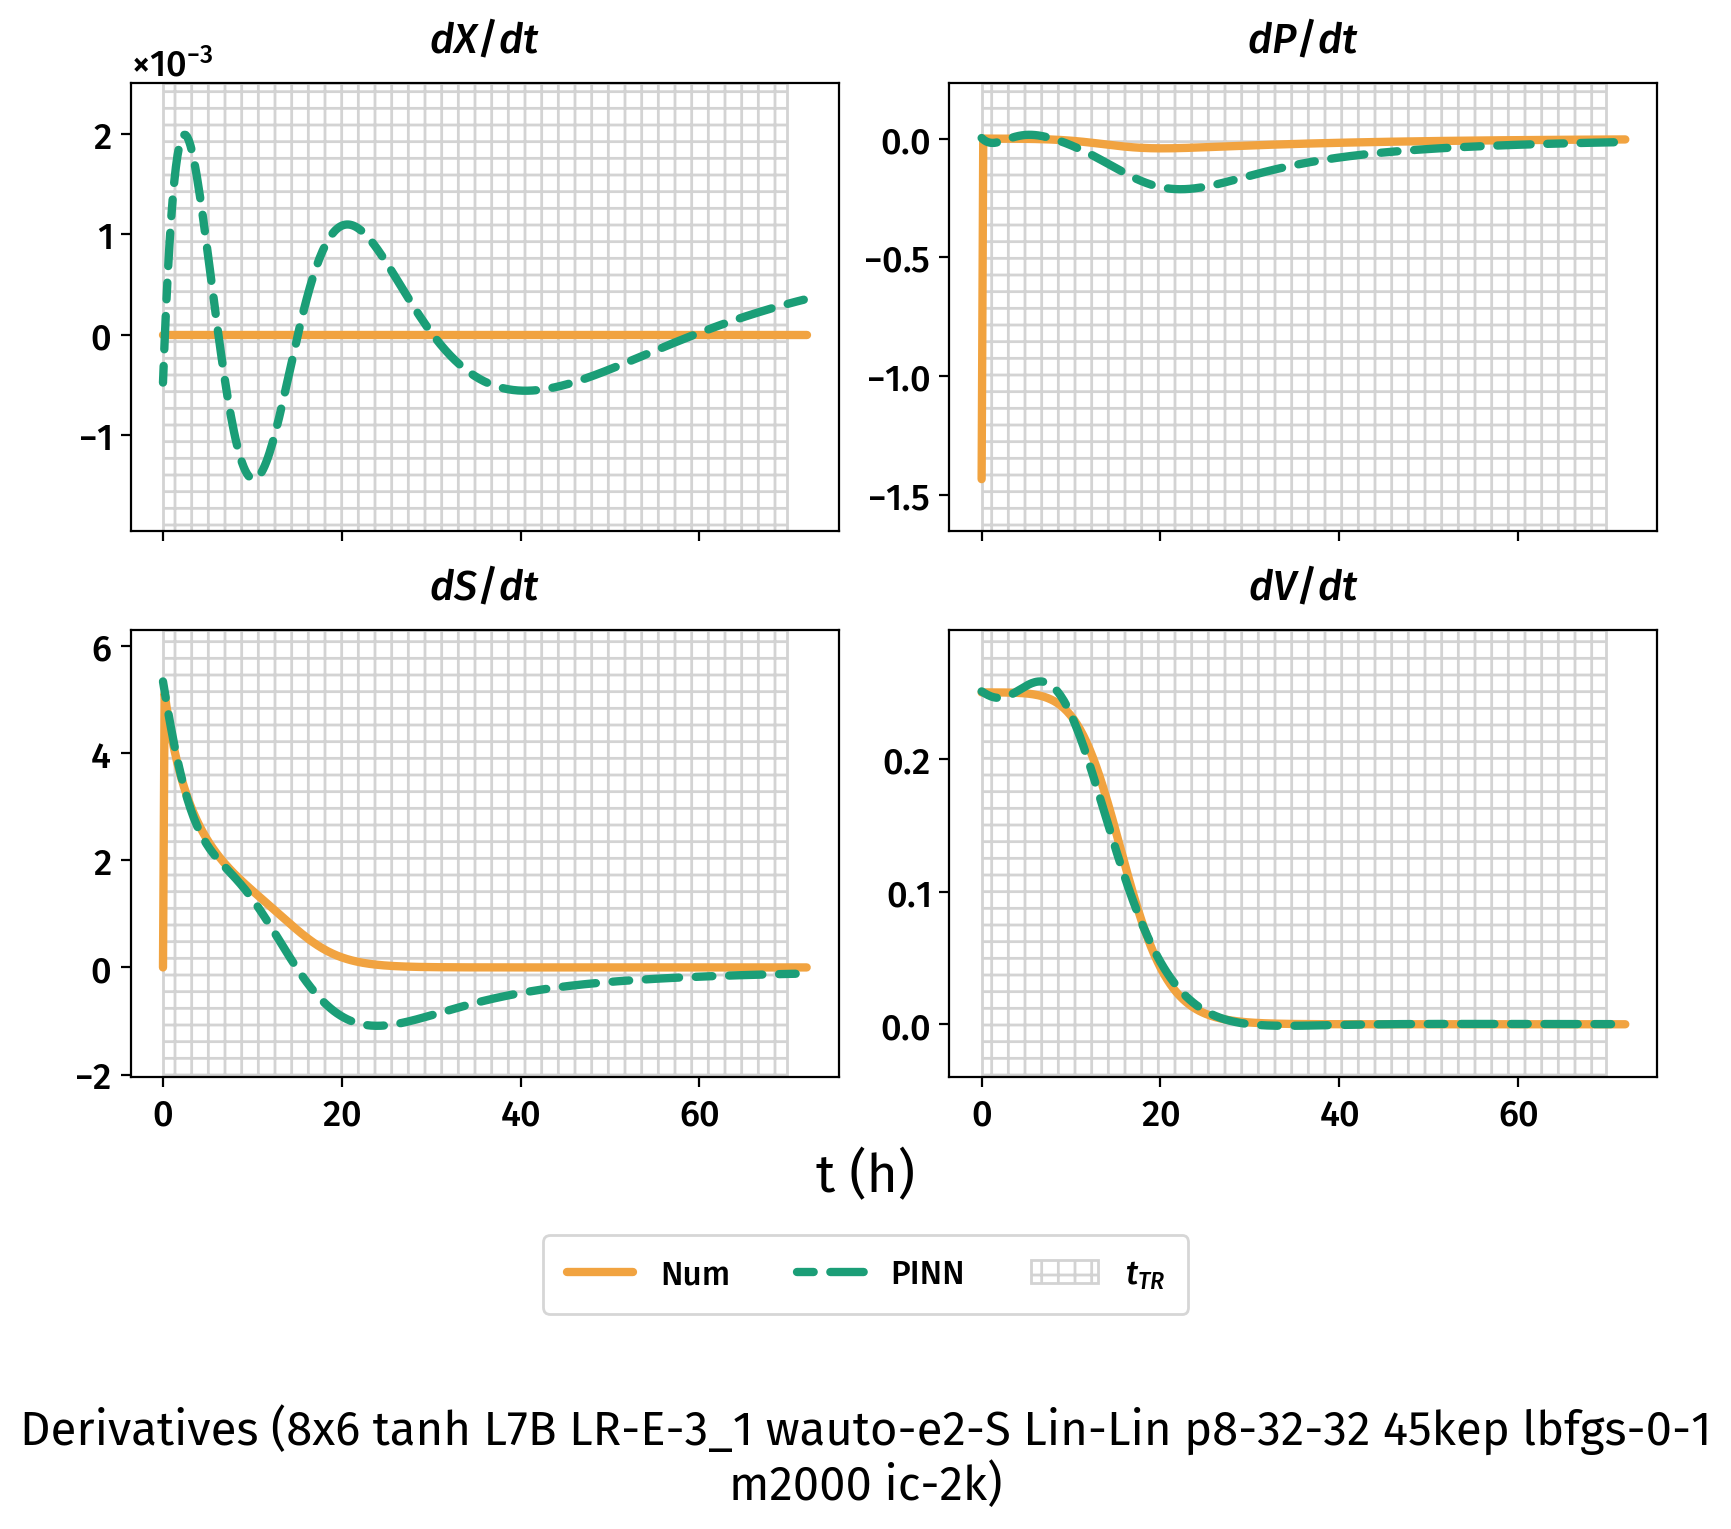 dX/dt
dP/dt
×10⁻³
2
1
0
−1
0.0
−0.5
−1.0
−1.5
dS/dt
dV/dt
6
4
2
0
−2
0.2
0.1
0.0
0 20 40 60
0 20 40 60
t (h)
Num PINN t_TR
Derivatives (8x6 tanh L7B LR-E-3_1 wauto-e2-S Lin-Lin p8-32-32 45kep lbfgs-0-1
m2000 ic-2k)